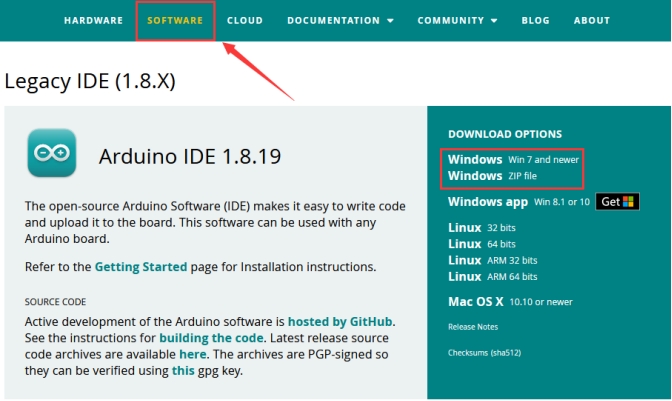 HARDWARE SOFTWARE CLOUD DOCUMENTATION COMMUNITY BLOG ABOUT
Legacy IDE (1.8.X)
Arduino IDE 1.8.19
The open-source Arduino Software (IDE) makes it easy to write code
and upload it to the board. This software can be used with any
Arduino board.
Refer to the Getting Started page for Installation instructions.
SOURCE CODE
Active development of the Arduino software is hosted by GitHub.
See the instructions for building the code. Latest release source
code archives are available here. The archives are PGP-signed so
they can be verified using this gpg key.
DOWNLOAD OPTIONS
Windows Win 7 and newer
Windows ZIP file
Windows app Win 8.1 or 10 Get
Linux 32 bits
Linux 64 bits
Linux ARM 32 bits
Linux ARM 64 bits
Mac OS X 10.10 or newer
Release Notes
Checksums (sha512)